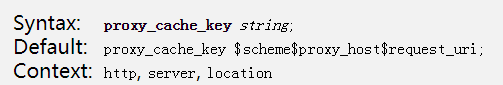 Syntax: proxy_cache_key string;
Default: proxy_cache_key $scheme$proxy_host$request_uri;
Context: http, server, location